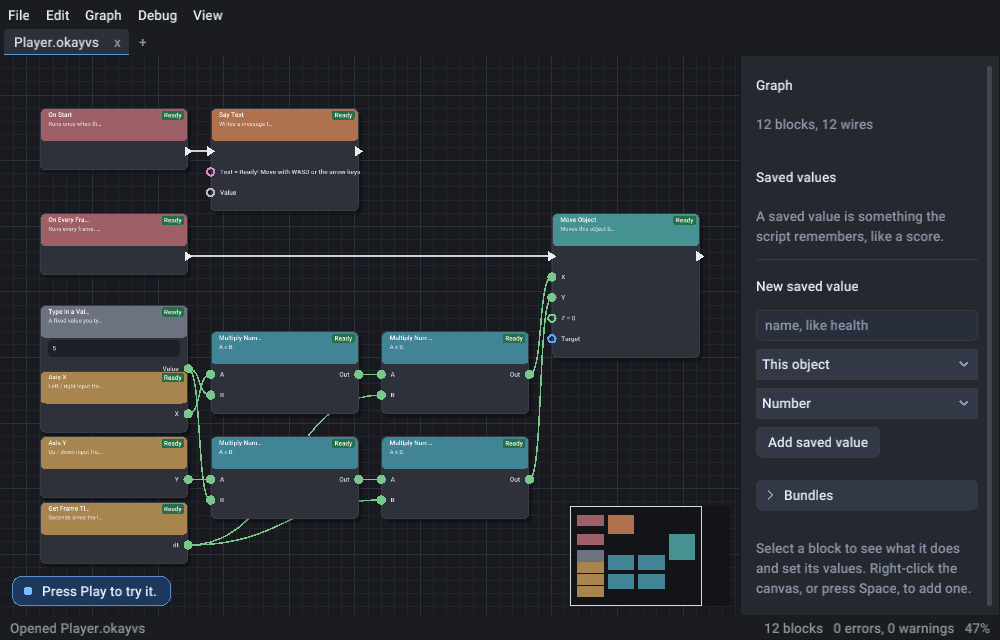 File Edit Graph Debug View
Player.okayvs x +
On Start Ready
Runs once when th...
Say Text Ready
Writes a message t...
Text = Ready! Move with WASD or the arrow keys
Value
On Every Fra... Ready
Runs every frame. ...
Move Object Ready
Moves this object b...
X
Y
Z = 0
Target
Type in a Val... Ready
A fixed value you ty...
5
Value
Axis X Ready
Left / right input fro...
X
Axis Y Ready
Up / down input fro...
Y
Get Frame Ti... Ready
Seconds since the l...
dt
Multiply Num... Ready
A x B.
A Out
B
Multiply Num... Ready
A x B.
A Out
B
Multiply Num... Ready
A x B.
A Out
B
Multiply Num... Ready
A x B.
A Out
B
Press Play to try it.
Graph
12 blocks, 12 wires
Saved values
A saved value is something the
script remembers, like a score.
New saved value
name, like health
This object
Number
Add saved value
Bundles
Select a block to see what it does
and set its values. Right-click the
canvas, or press Space, to add one.
Opened Player.okayvs
12 blocks 0 errors, 0 warnings 47%